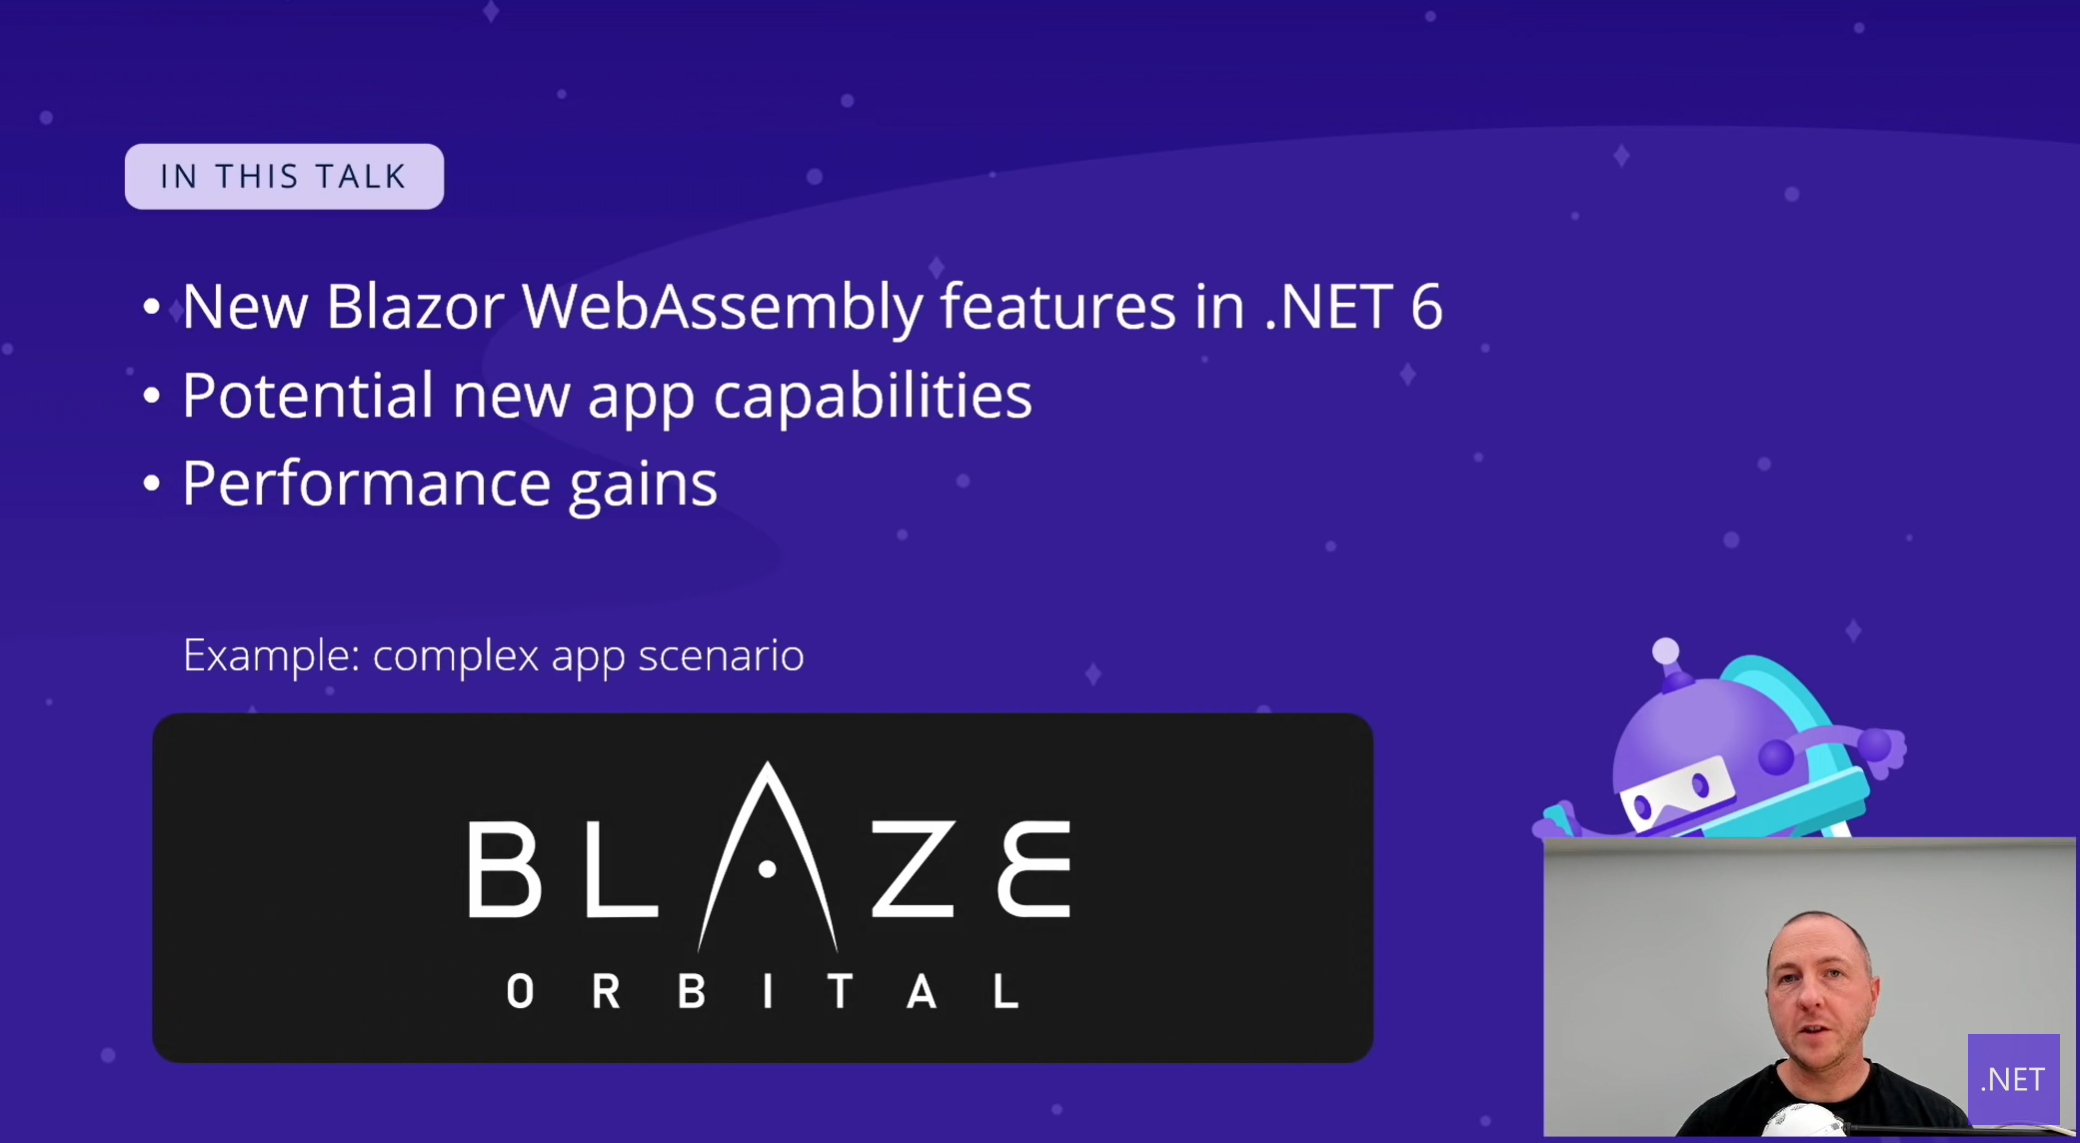 IN THIS TALK
• New Blazor WebAssembly features in .NET 6
• Potential new app capabilities
• Performance gains
Example: complex app scenario
BLAZE
ORBITAL
.NET